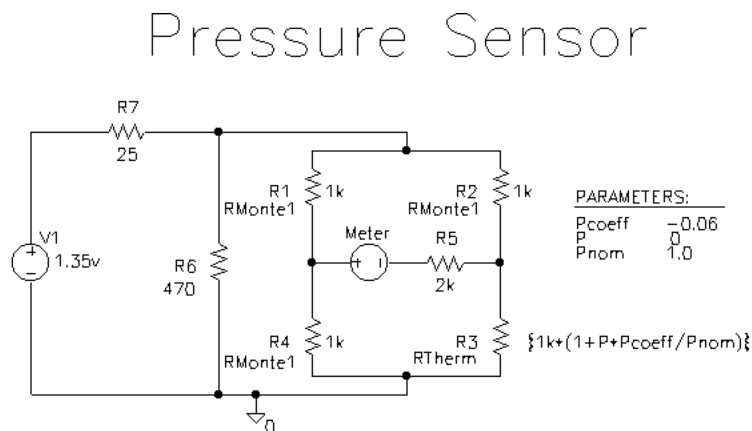 Pressure Sensor
R7
25
R1
1k
RMonte1
R2
1k
RMonte1
PARAMETERS:
Pcoeff -0.06
P 0
Pnom 1.0
V1
+
-
1.35v
R6
470
Meter
+
-
R5
2k
R4
1k
RMonte1
R3
RTherm
{1k*(1+P*Pcoeff/Pnom)}
0